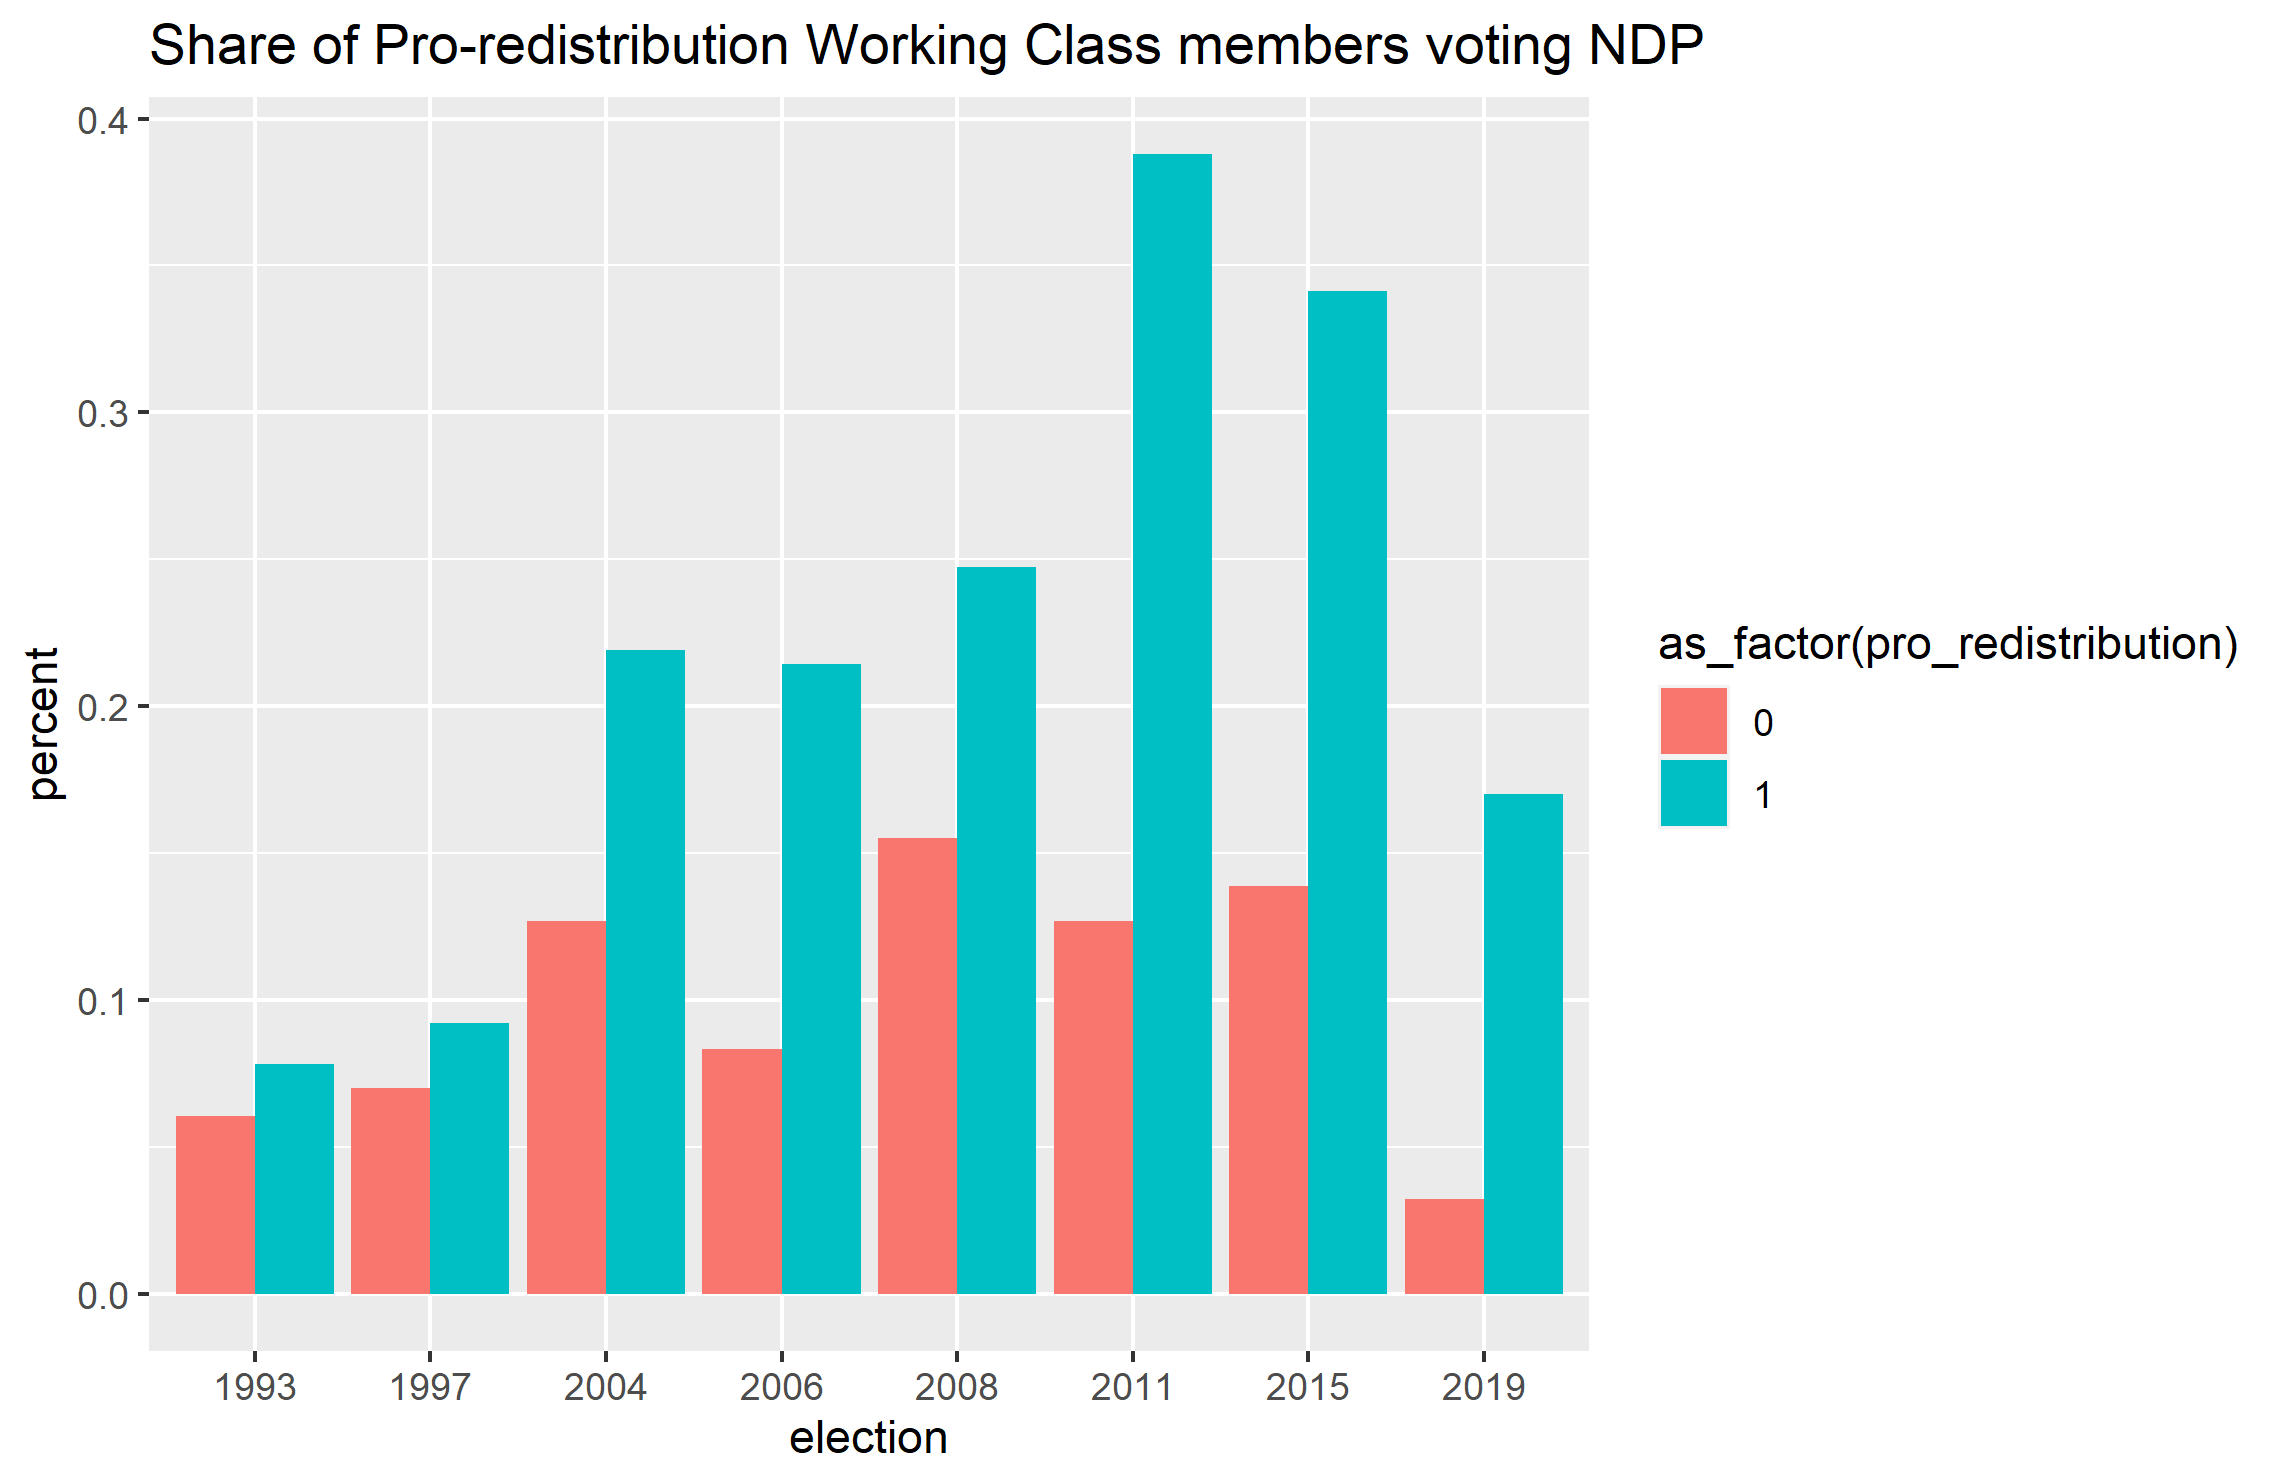 Share of Pro-redistribution Working Class members voting NDP
0.4
0.3
0.2
0.1
0.0
percent
1993 1997 2004 2006 2008 2011 2015 2019
election
as_factor(pro_redistribution)
0
1